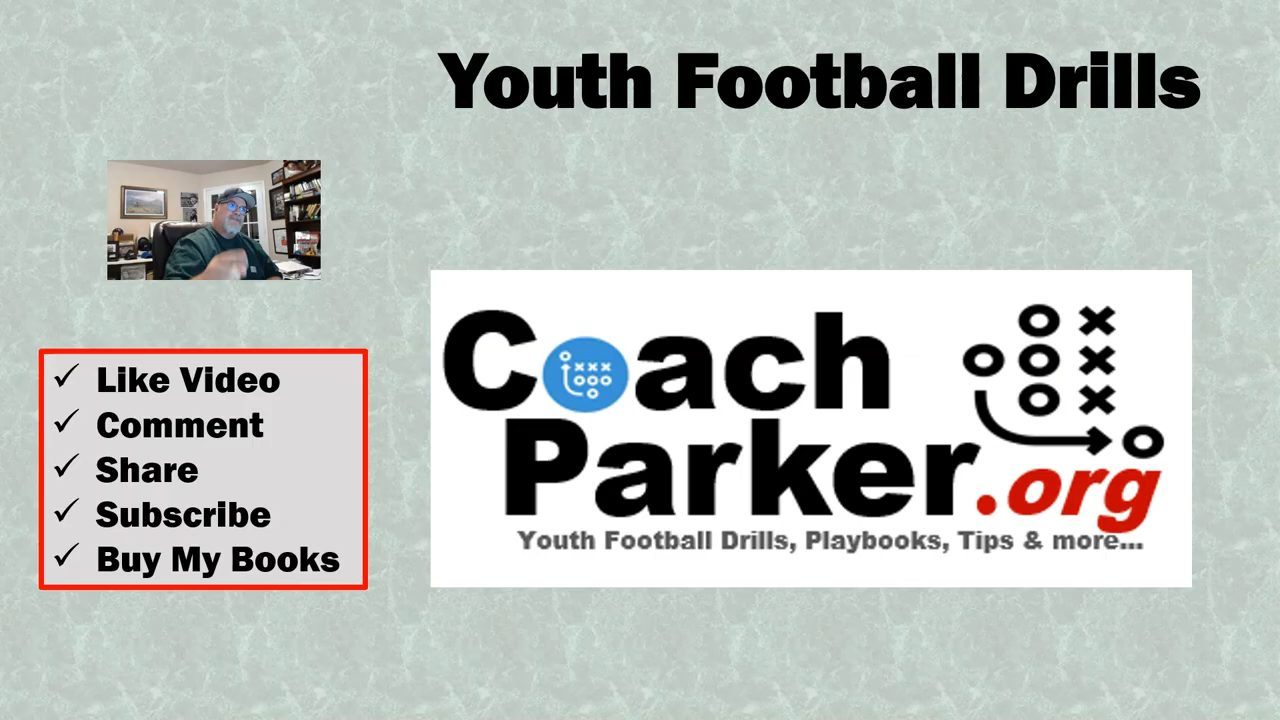 Youth Football Drills
Like Video
Comment
Share
Subscribe
Buy My Books
Coach
Parker.org
Youth Football Drills, Playbooks, Tips & more...